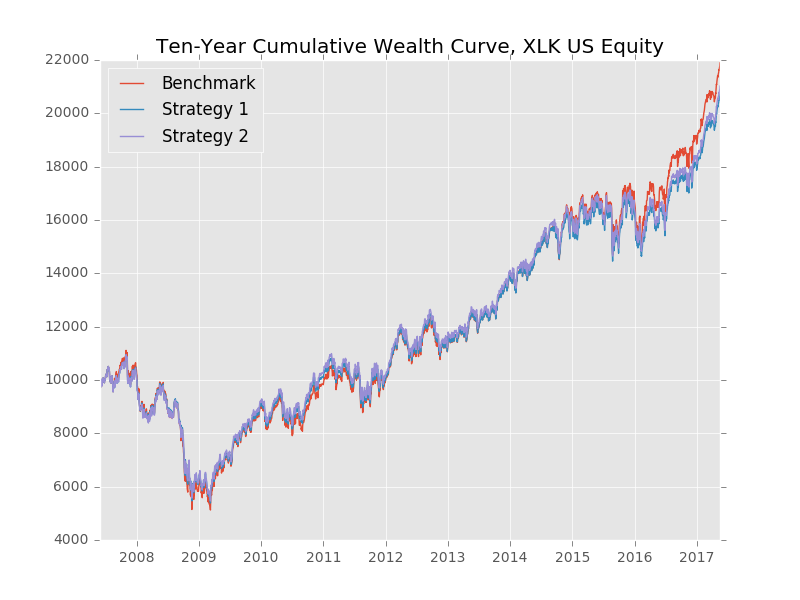 Ten-Year Cumulative Wealth Curve, XLK US Equity
22000
20000
18000
16000
14000
12000
10000
8000
6000
4000
Benchmark
Strategy 1
Strategy 2
2008 2009 2010 2011 2012 2013 2014 2015 2016 2017